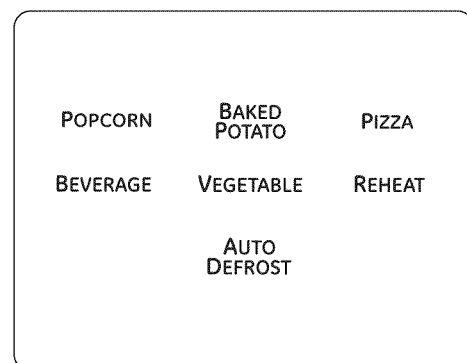 POPCORN BAKED POTATO PIZZA
BEVERAGE VEGETABLE REHEAT
AUTO DEFROST